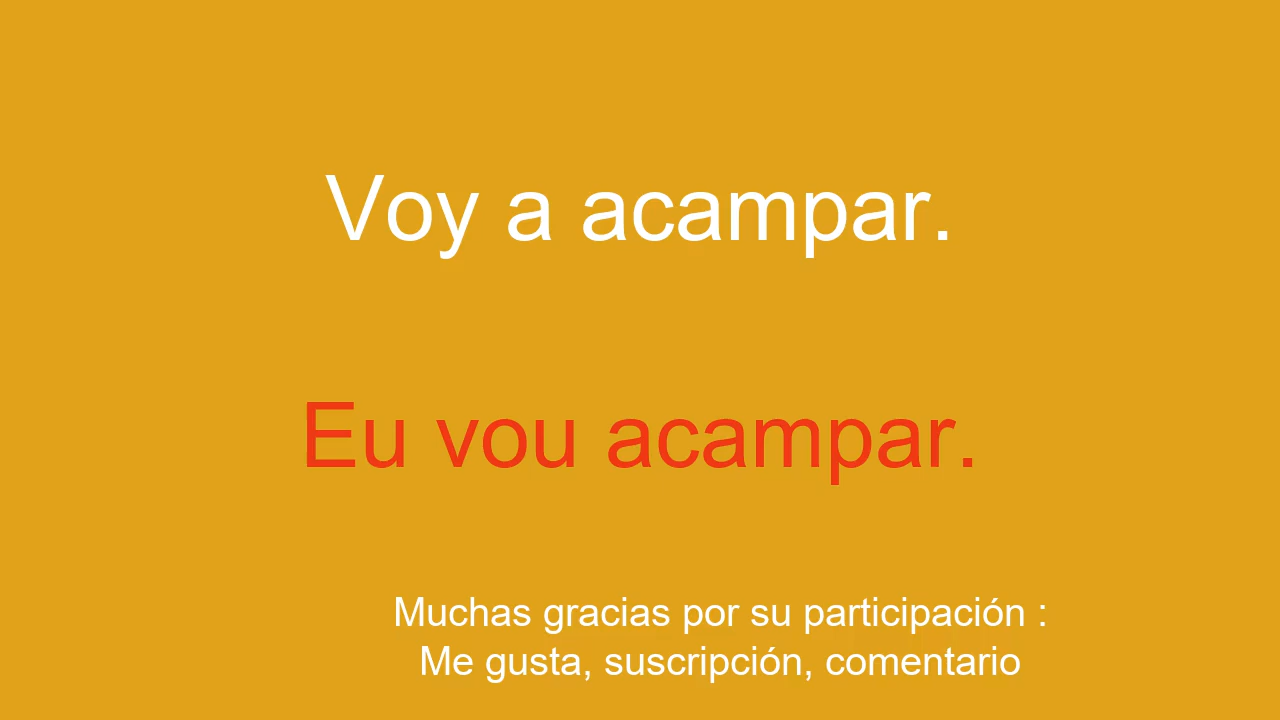 Voy a acampar.
Eu vou acampar.
Muchas gracias por su participación :
Me gusta, suscripción, comentario